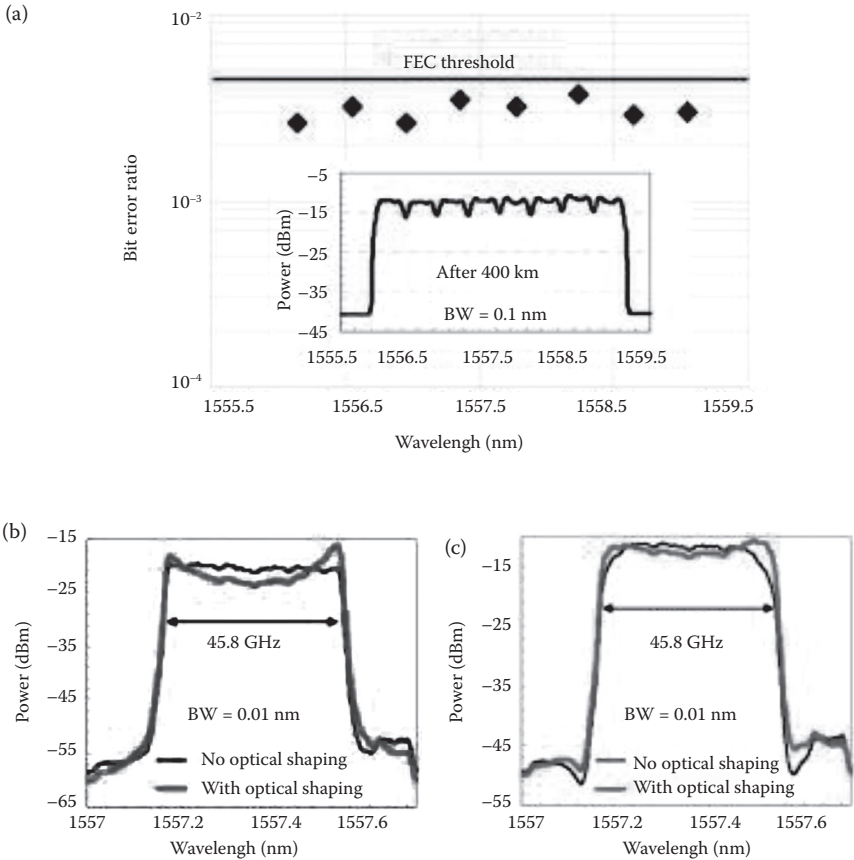 (a)
10⁻²
FEC threshold
10⁻³
10⁻⁴
Bit error ratio
−5
−15
−25
−35
−45
Power (dBm)
After 400 km
BW = 0.1 nm
1555.5 1556.5 1557.5 1558.5 1559.5
1555.5 1556.5 1557.5 1558.5 1559.5
Wavelengh (nm)
(b)
−15
−25
−35
−45
−55
−65
Power (dBm)
45.8 GHz
BW = 0.01 nm
No optical shaping
With optical shaping
1557 1557.2 1557.4 1557.6
Wavelengh (nm)
(c)
−15
−25
−35
−45
−55
Power (dBm)
45.8 GHz
BW = 0.01 nm
No optical shaping
With optical shaping
1557 1557.2 1557.4 1557.6
Wavelengh (nm)